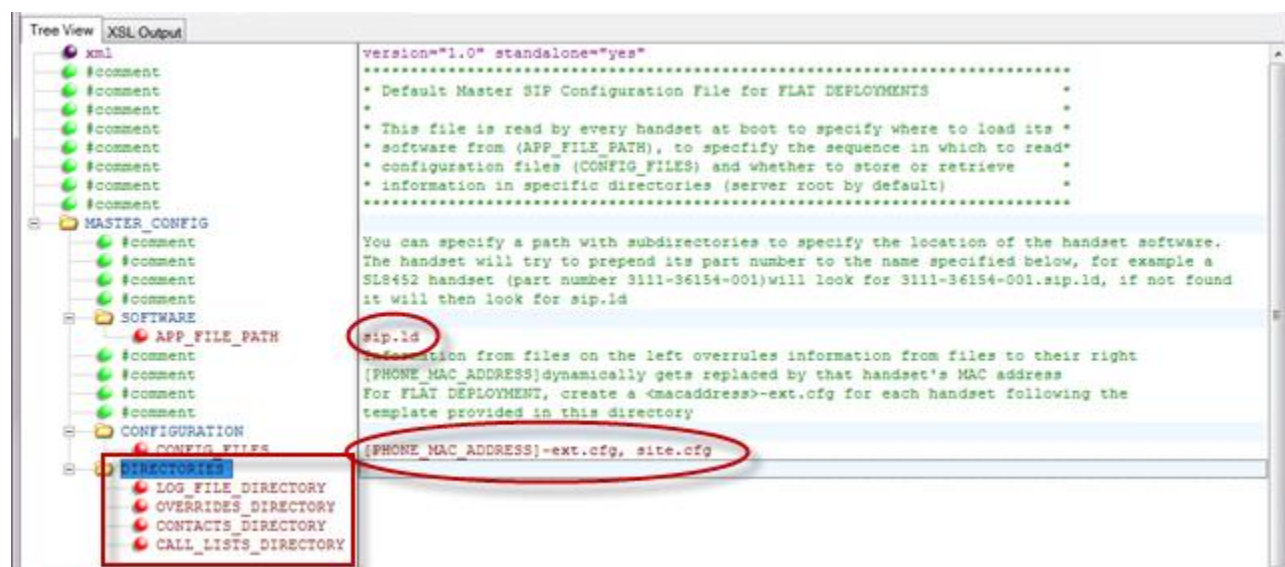 Tree View XSL Output
xml version="1.0" standalone="yes"
#comment ****************************************************************************
#comment * Default Master SIP Configuration File for FLAT DEPLOYMENTS *
#comment * *
#comment * This file is read by every handset at boot to specify where to load its *
#comment * software from (APP_FILE_PATH), to specfify the sequence in which to read*
#comment * configuration files (CONFIG_FILES) and whether to store or retrieve *
#comment * information in specific directories (server root by default) *
#comment ****************************************************************************
MASTER_CONFIG
#comment You can specify a path with subdirectories to specify the location of the handset software.
#comment The handset will try to prepend its part number to the name specified below, for example a
#comment SL8452 handset (part number 3111-36154-001)will look for 3111-36154-001.sip.ld, if not found
#comment it will then look for sip.ld
SOFTWARE
APP_FILE_PATH sip.ld
#comment Information from files on the left overrules information from files to their right
#comment [PHONE_MAC_ADDRESS]dynamically gets replaced by that handset's MAC address
#comment For FLAT DEPLOYMENT, create a <macaddress>-ext.cfg for each handset following the
#comment template provided in this directory
CONFIGURATION
CONFIG_FILES [PHONE_MAC_ADDRESS]-ext.cfg, site.cfg
DIRECTORIES
LOG_FILE_DIRECTORY
OVERRIDES_DIRECTORY
CONTACTS_DIRECTORY
CALL_LISTS_DIRECTORY